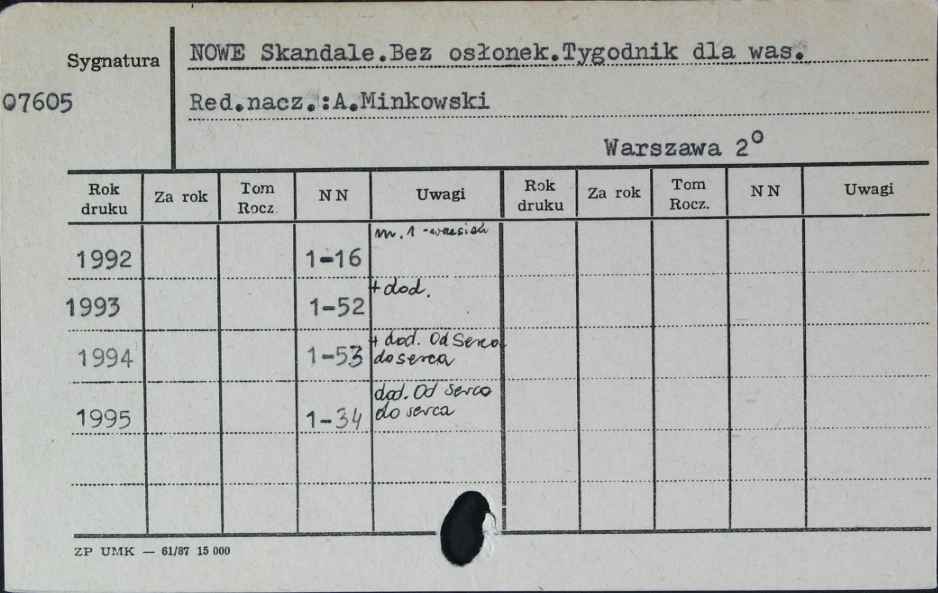 Sygnatura
07605
NOWE Skandale.Bez osłonek.Tygodnik dla was.
Red.nacz.:A.Minkowski
Warszawa 2°
Rok druku Za rok Tom Rocz. N N Uwagi Rok druku Za rok Tom Rocz. N N Uwagi
1992 1-16 nr. 1 - wrzesień
1993 1-52 + dod.
1994 1-53 + dod. Od Serca do serca
1995 1-34 dod. Od serca do serca
ZP UMK — 61/87 15 000